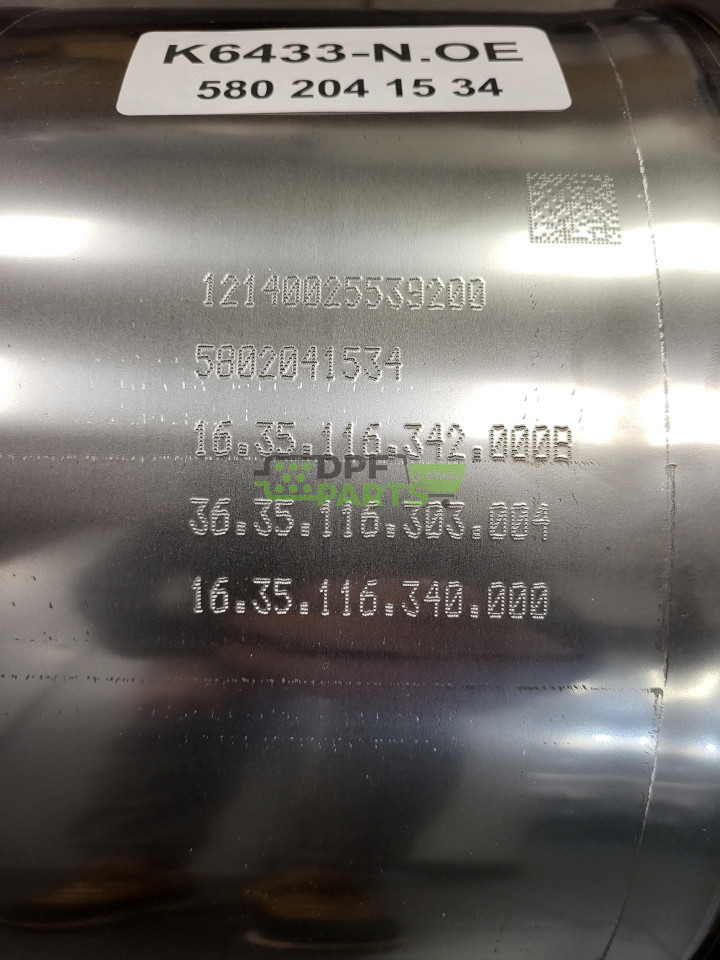 K6433-N.OE
580 204 15 34
12140025539200
5802041534
16.35.116.342.000B
DPF
PARTS
36.35.116.303.004
16.35.116.340.000